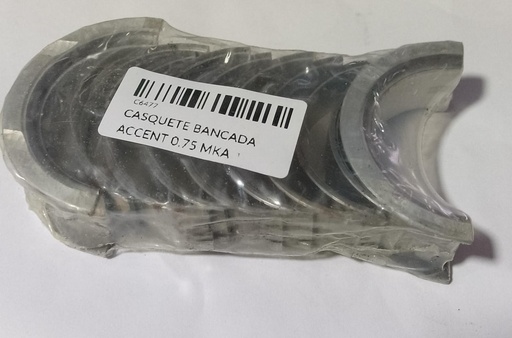 C6477
CASQUETE BANCADA
ACCENT 0.75 MKA